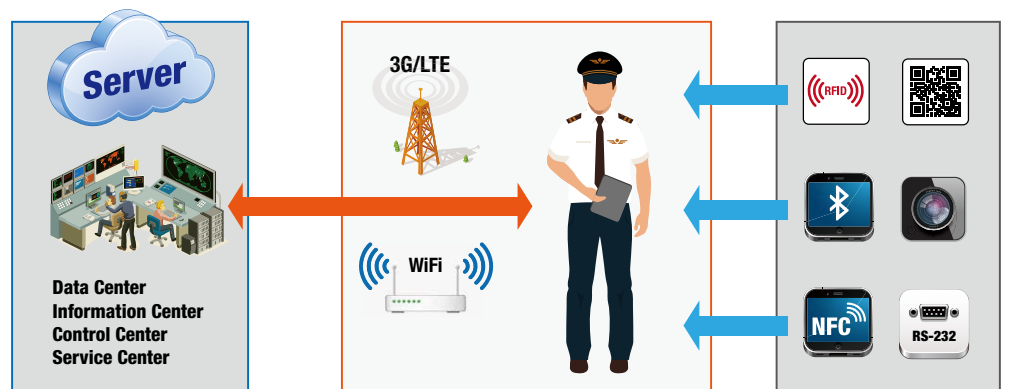 Server
Data Center
Information Center
Control Center
Service Center
3G/LTE
WiFi
RFID
NFC
RS-232